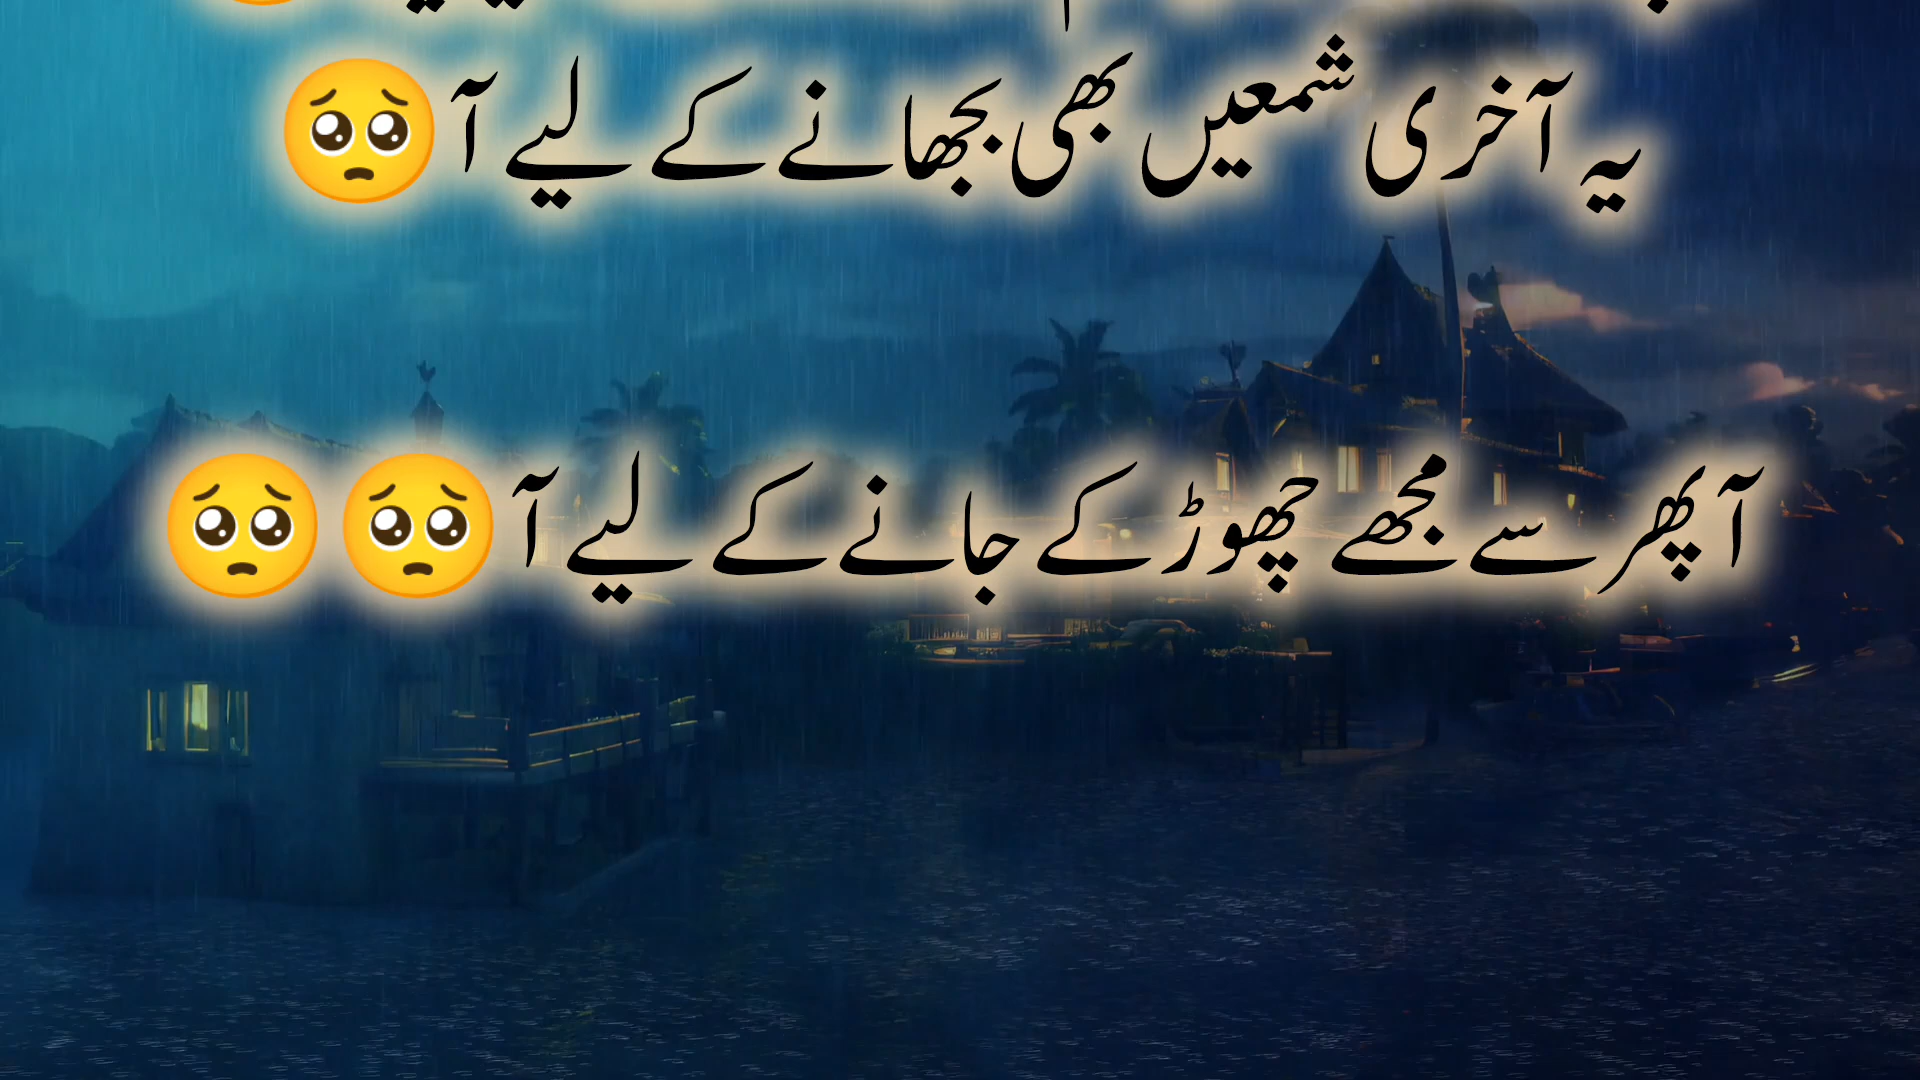 یہ آخری شمعیں بھی بجھانے کے لیے آ 🥺
آ پھر سے مجھے چھوڑ کے جانے کے لیے آ 🥺🥺